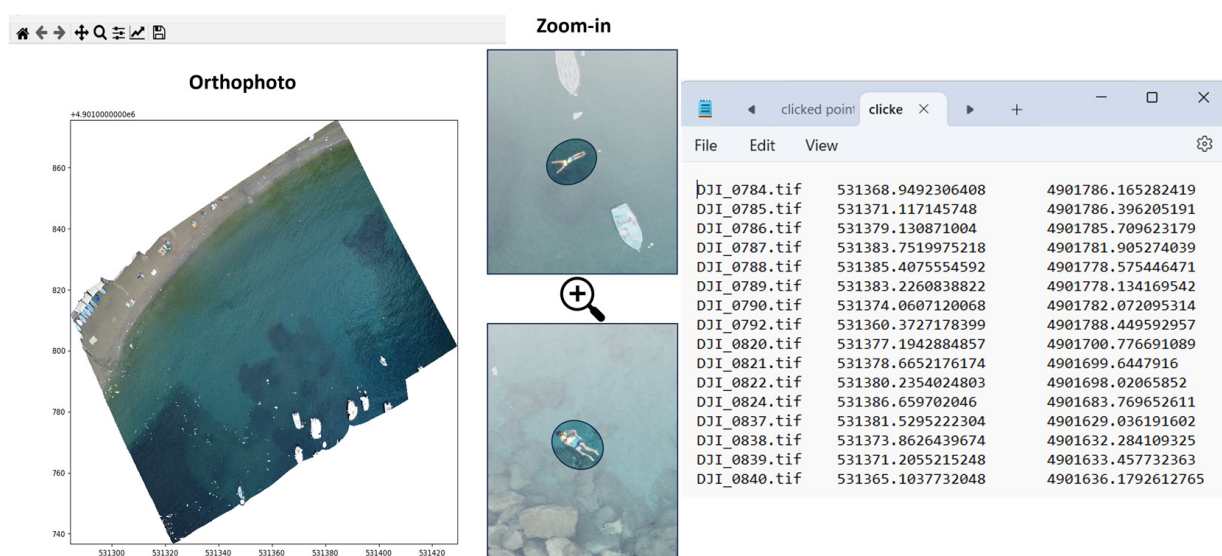 Zoom-in
Orthophoto
+4.9010000000e6
860
840
820
800
780
760
740
531300 531320 531340 531360 531380 531400 531420
clicked point
clicke
File Edit View
DJI_0784.tif 531368.9492306408 4901786.165282419
DJI_0785.tif 531371.117145748 4901786.396205191
DJI_0786.tif 531379.130871004 4901785.709623179
DJI_0787.tif 531383.7519975218 4901781.905274039
DJI_0788.tif 531385.4075554592 4901778.575446471
DJI_0789.tif 531383.2260838822 4901778.134169542
DJI_0790.tif 531374.0607120068 4901782.072095314
DJI_0792.tif 531360.3727178399 4901788.449592957
DJI_0820.tif 531377.1942884857 4901700.776691089
DJI_0821.tif 531378.6652176174 4901699.6447916
DJI_0822.tif 531380.2354024803 4901698.02065852
DJI_0824.tif 531386.659702046 4901683.769652611
DJI_0837.tif 531381.5295222304 4901629.036191602
DJI_0838.tif 531373.8626439674 4901632.284109325
DJI_0839.tif 531371.2055215248 4901633.457732363
DJI_0840.tif 531365.1037732048 4901636.1792612765